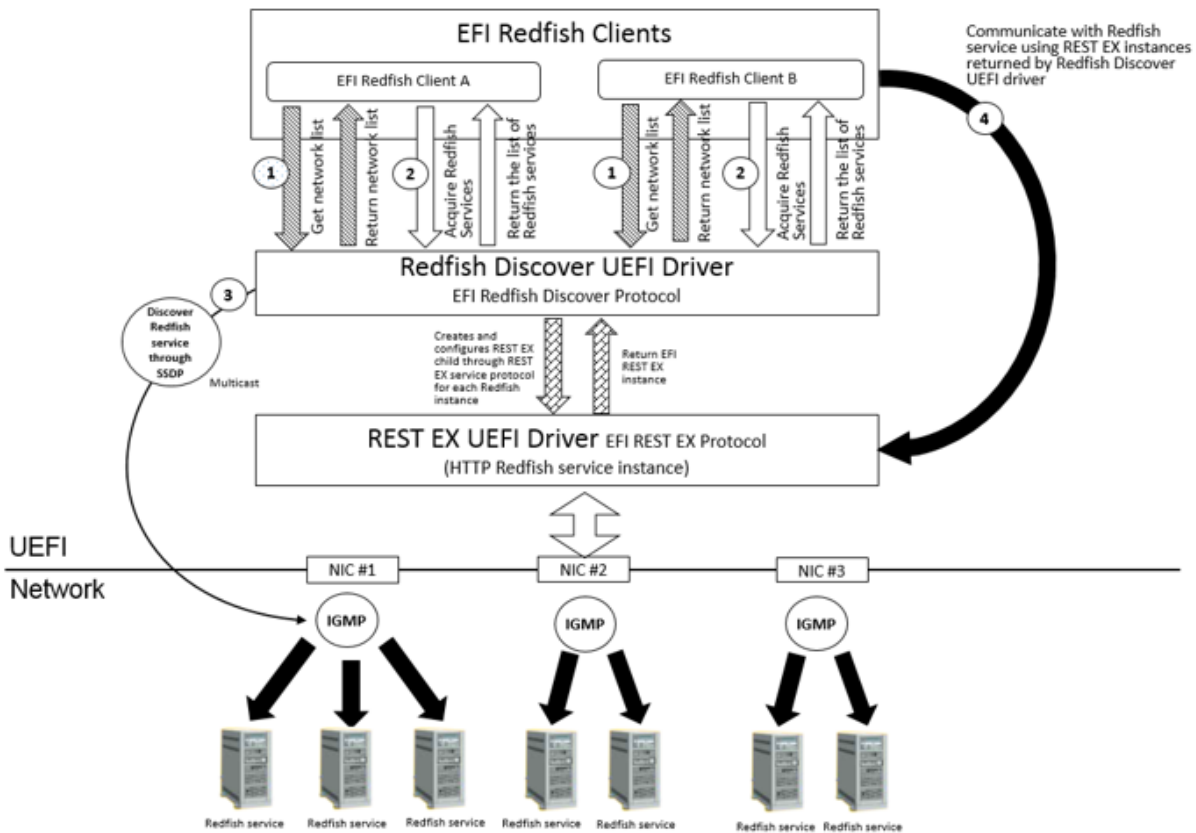 EFI Redfish Clients
Communicate with Redfish
service using REST EX instances
returned by Redfish Discover
UEFI driver
EFI Redfish Client A
EFI Redfish Client B
4
1
Get network list
Return network list
2
Acquire Redfish
Services
Return the list of
Redfish services
1
Get network list
Return network list
2
Acquire Redfish
Services
Return the list of
Redfish services
Redfish Discover UEFI Driver
EFI Redfish Discover Protocol
3
Discover
Redfish
service
through
SSDP
Multicast
Creates and
configures REST EX
child through REST
EX service protocol
for each Redfish
instance
Return EFI
REST EX
instance
REST EX UEFI Driver EFI REST EX Protocol
(HTTP Redfish service instance)
UEFI
Network
NIC #1
NIC #2
NIC #3
IGMP
IGMP
IGMP
Redfish service
Redfish service
Redfish service
Redfish service
Redfish service
Redfish service
Redfish service